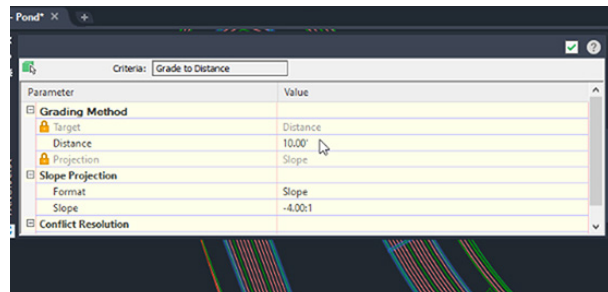 - Pond* × +
Criteria: Grade to Distance
Parameter Value
Grading Method
Target Distance
Distance 10.00'
Projection Slope
Slope Projection
Format Slope
Slope -4.00:1
Conflict Resolution